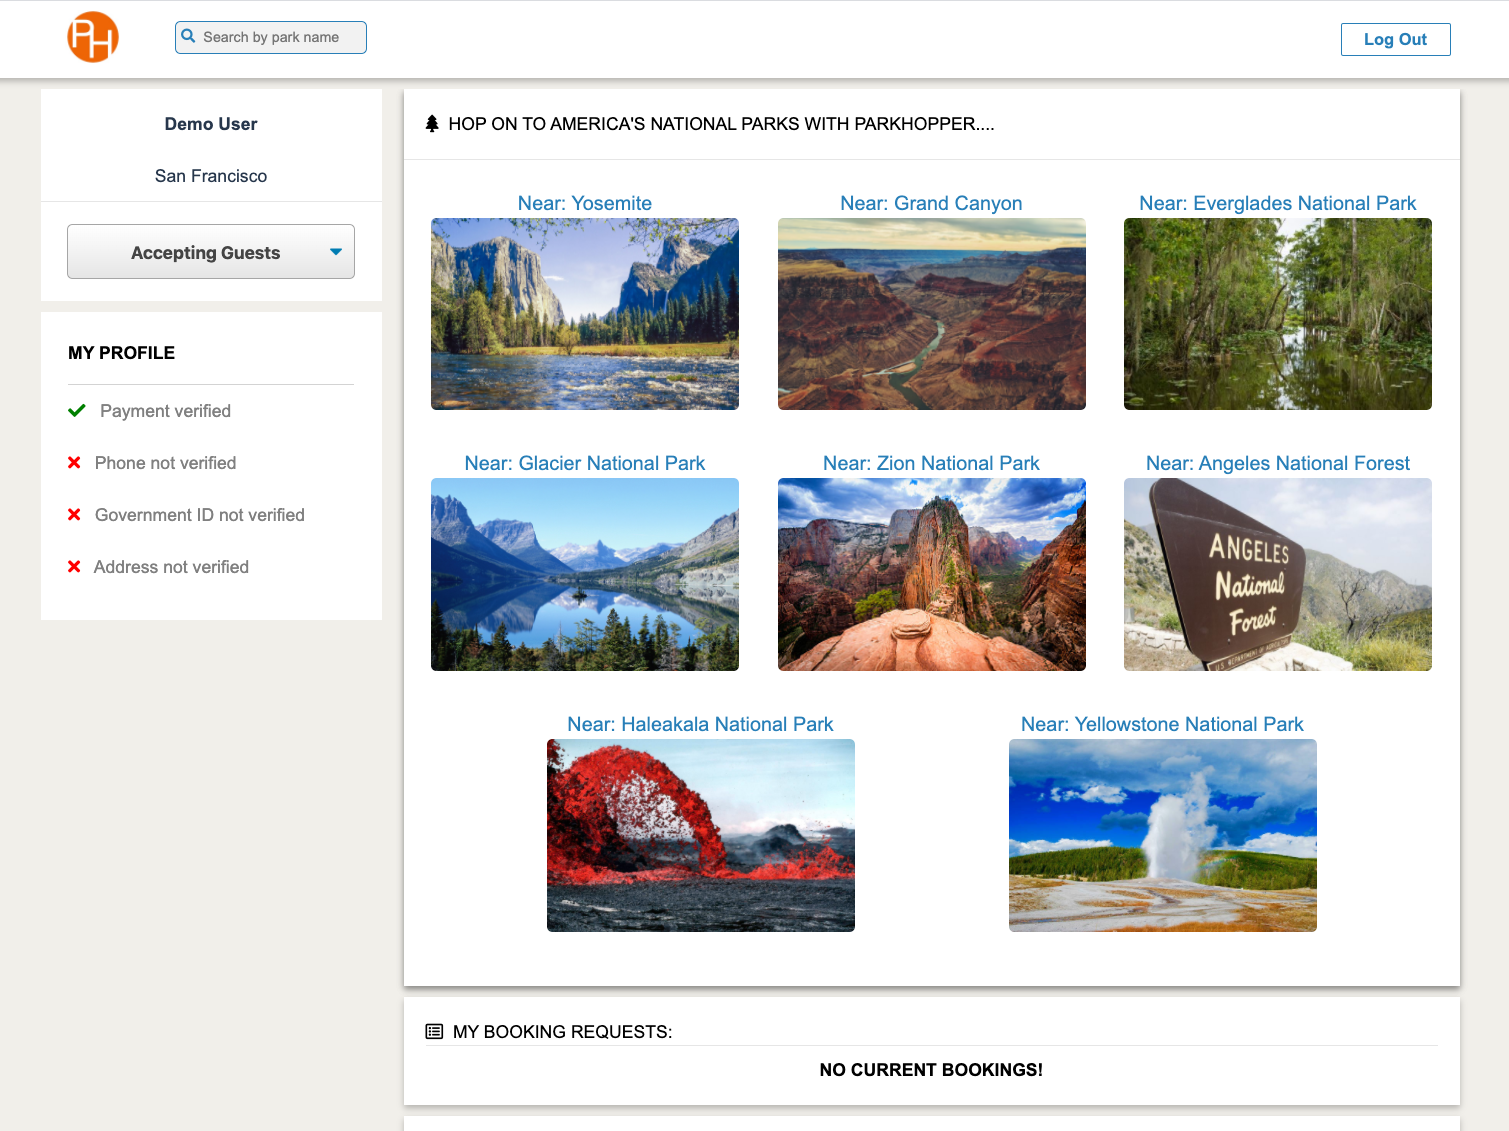 PH
Search by park name
Log Out
Demo User
San Francisco
Accepting Guests
MY PROFILE
Payment verified
Phone not verified
Government ID not verified
Address not verified
HOP ON TO AMERICA'S NATIONAL PARKS WITH PARKHOPPER....
Near: Yosemite
Near: Grand Canyon
Near: Everglades National Park
Near: Glacier National Park
Near: Zion National Park
Near: Angeles National Forest
ANGELES
National
Forest
U.S. DEPARTMENT OF AGRIC
Near: Haleakala National Park
Near: Yellowstone National Park
MY BOOKING REQUESTS:
NO CURRENT BOOKINGS!